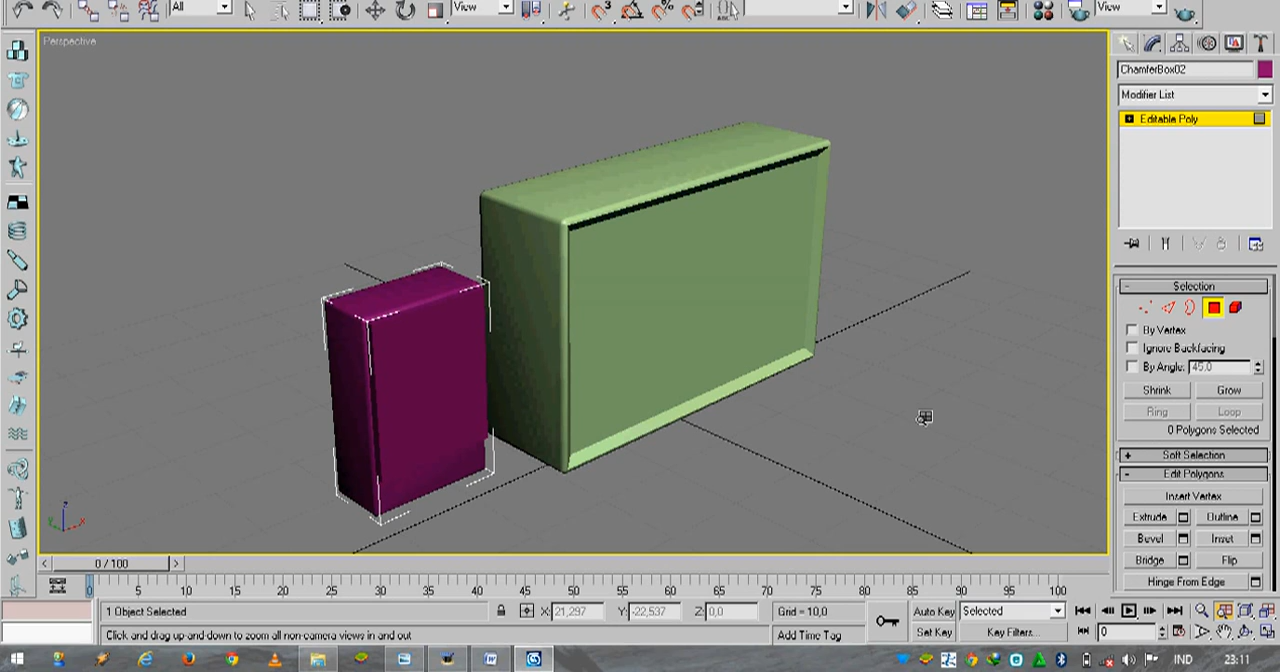 All
View
View
Perspective
ChamferBox02
Modifier List
Editable Poly
Selection
By Vertex
Ignore Backfacing
By Angle: 45,0
Shrink Grow
Ring Loop
0 Polygons Selected
Soft Selection
Edit Polygons
Insert Vertex
Extrude Outline
Bevel Inset
Bridge Flip
Hinge From Edge
0 / 100
0 5 10 15 20 25 30 35 40 45 50 55 60 65 70 75 80 85 90 95 100
1 Object Selected X: 21,297 Y: -22,537 Z: 0,0 Grid = 10,0 Auto Key Selected
Click and drag up-and-down to zoom all non-camera views in and out Add Time Tag Set Key Key Filters... 0
IND 23:11